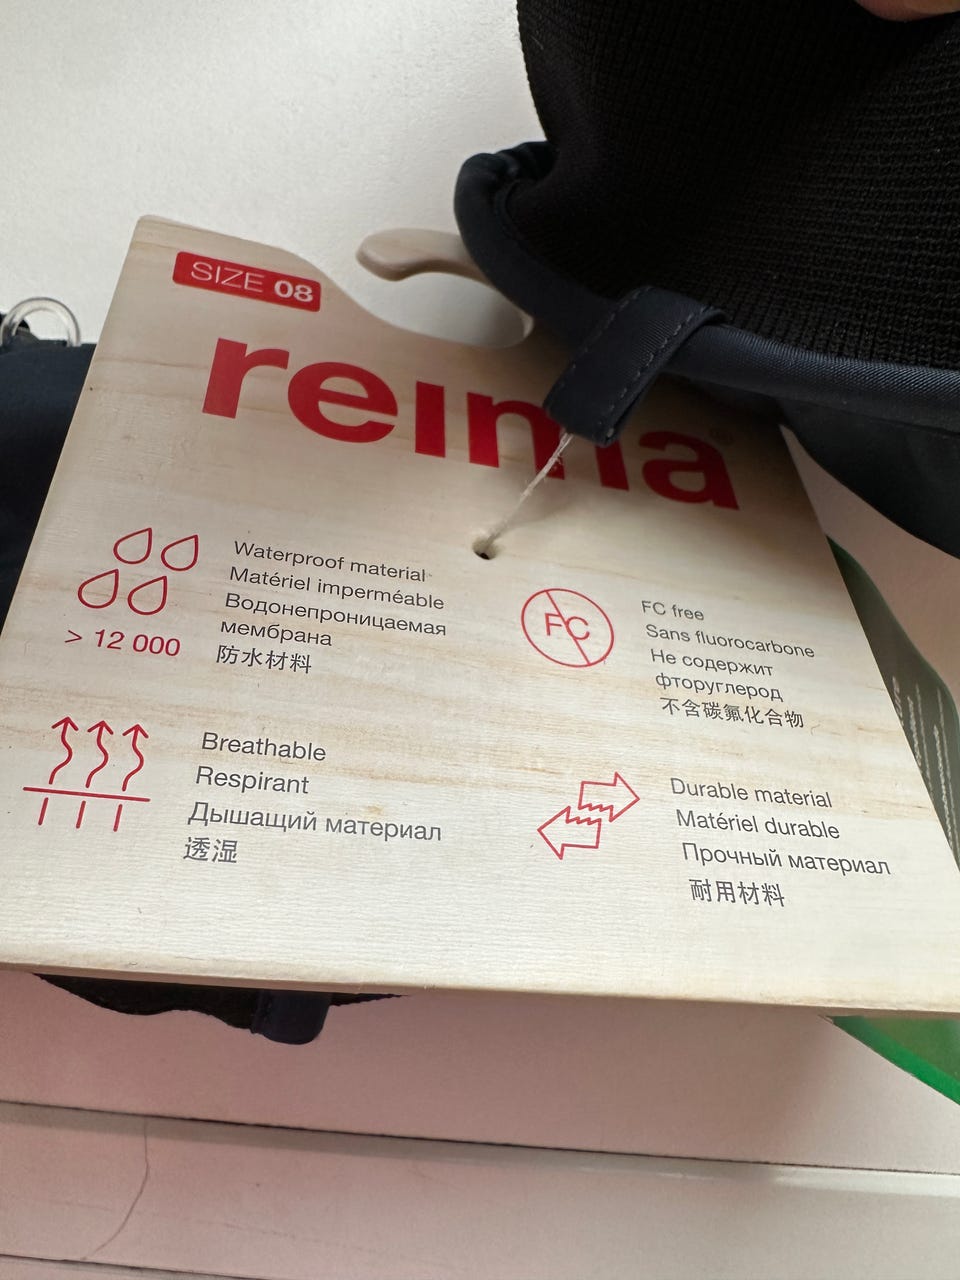 SIZE 08
reima®
Waterproof material
Matériel imperméable
Водонепроницаемая
мембрана
防水材料
> 12 000
FC
FC free
Sans fluorocarbone
Не содержит
фторуглерод
不含碳氟化合物
Breathable
Respirant
Дышащий материал
透湿
Durable material
Matériel durable
Прочный материал
耐用材料